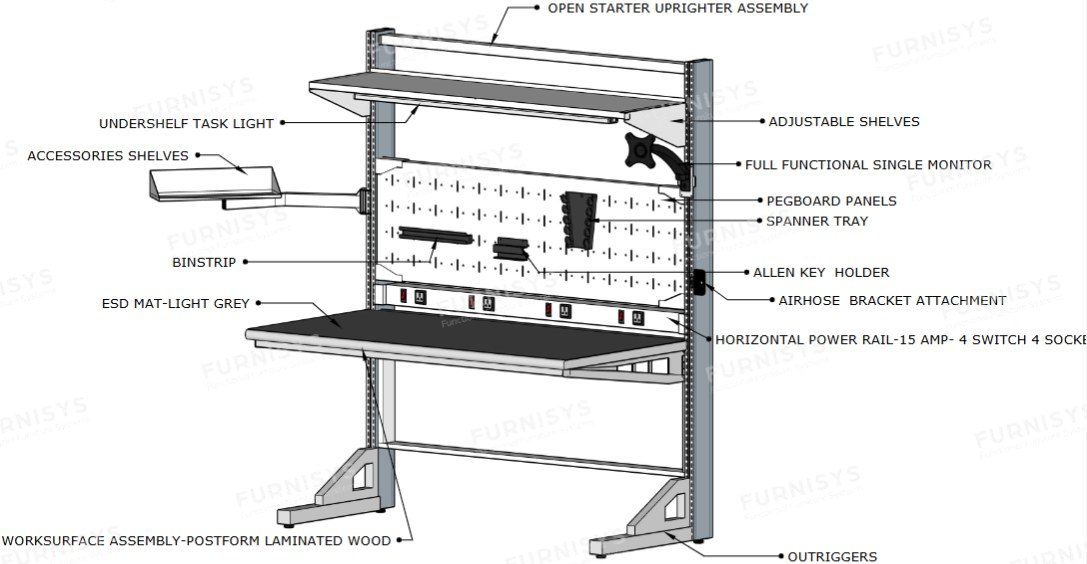 OPEN STARTER UPRIGHTER ASSEMBLY
UNDERSHELF TASK LIGHT
ADJUSTABLE SHELVES
ACCESSORIES SHELVES
FULL FUNCTIONAL SINGLE MONITOR
PEGBOARD PANELS
SPANNER TRAY
BINSTRIP
ALLEN KEY HOLDER
ESD MAT-LIGHT GREY
AIRHOSE BRACKET ATTACHMENT
HORIZONTAL POWER RAIL-15 AMP- 4 SWITCH 4 SOCKE
WORKSURFACE ASSEMBLY-POSTFORM LAMINATED WOOD
OUTRIGGERS
FURNISYS